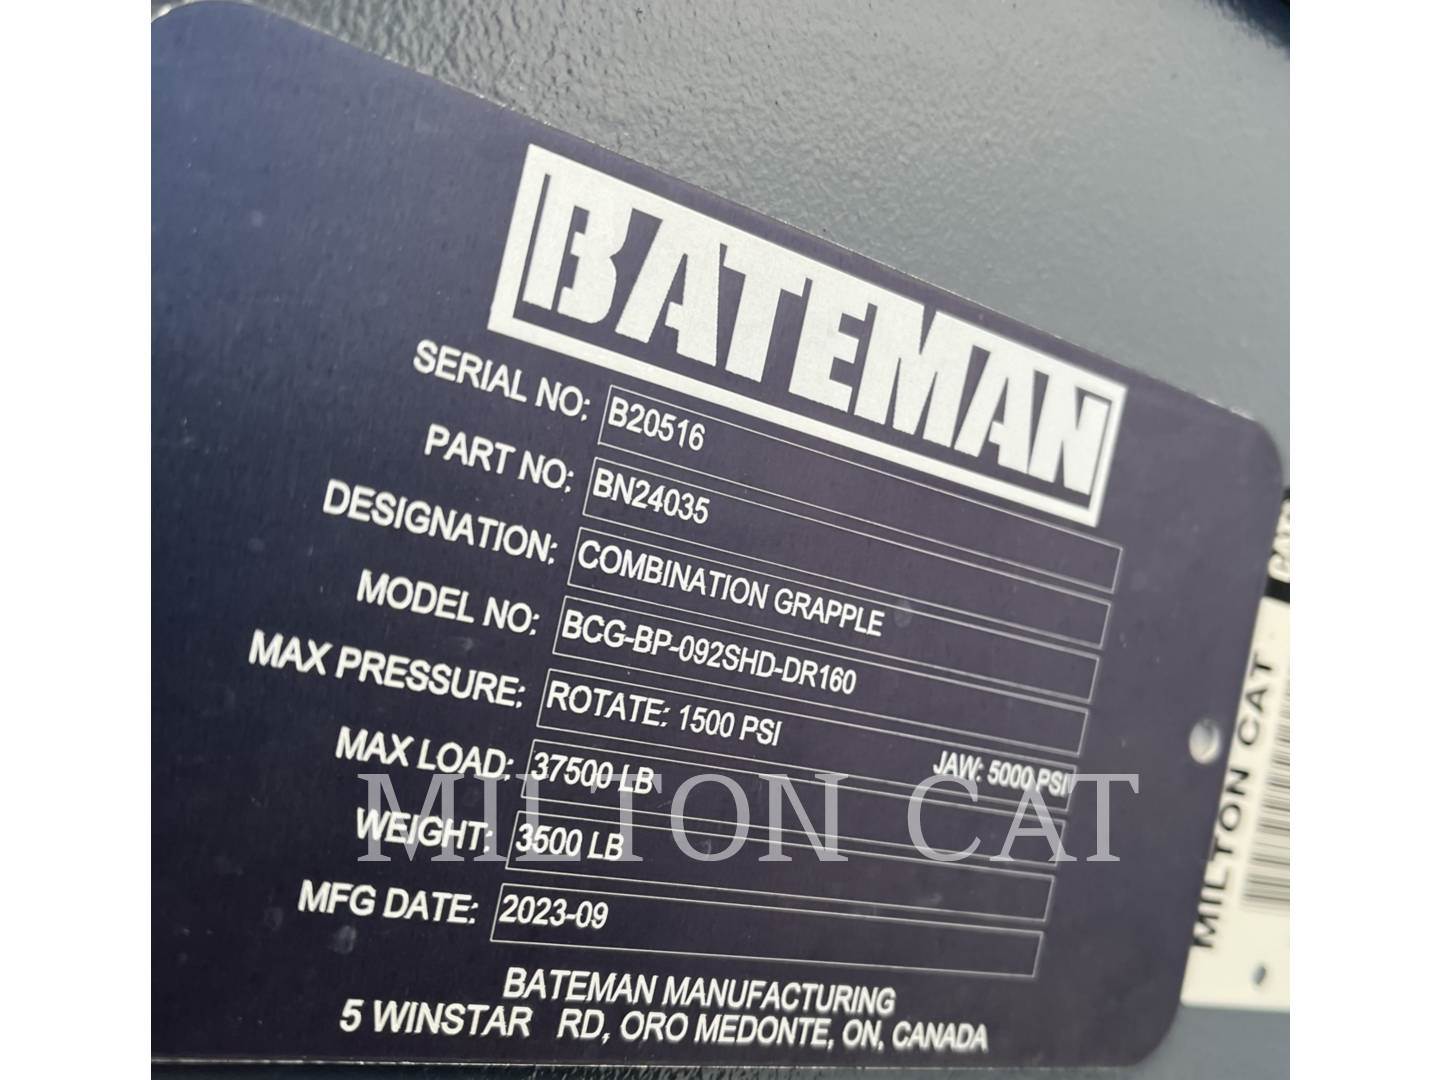 BATEMAN
SERIAL NO: B20516
PART NO: BN24035
DESIGNATION: COMBINATION GRAPPLE
MODEL NO: BCG-BP-092SHD-DR160
MAX PRESSURE: ROTATE: 1500 PSI JAW: 5000 PSI
MAX LOAD: 37500 LB
WEIGHT: 3500 LB
MFG DATE: 2023-09
BATEMAN MANUFACTURING
5 WINSTAR RD, ORO MEDONTE, ON, CANADA
MILTON CAT
MILTON CAT